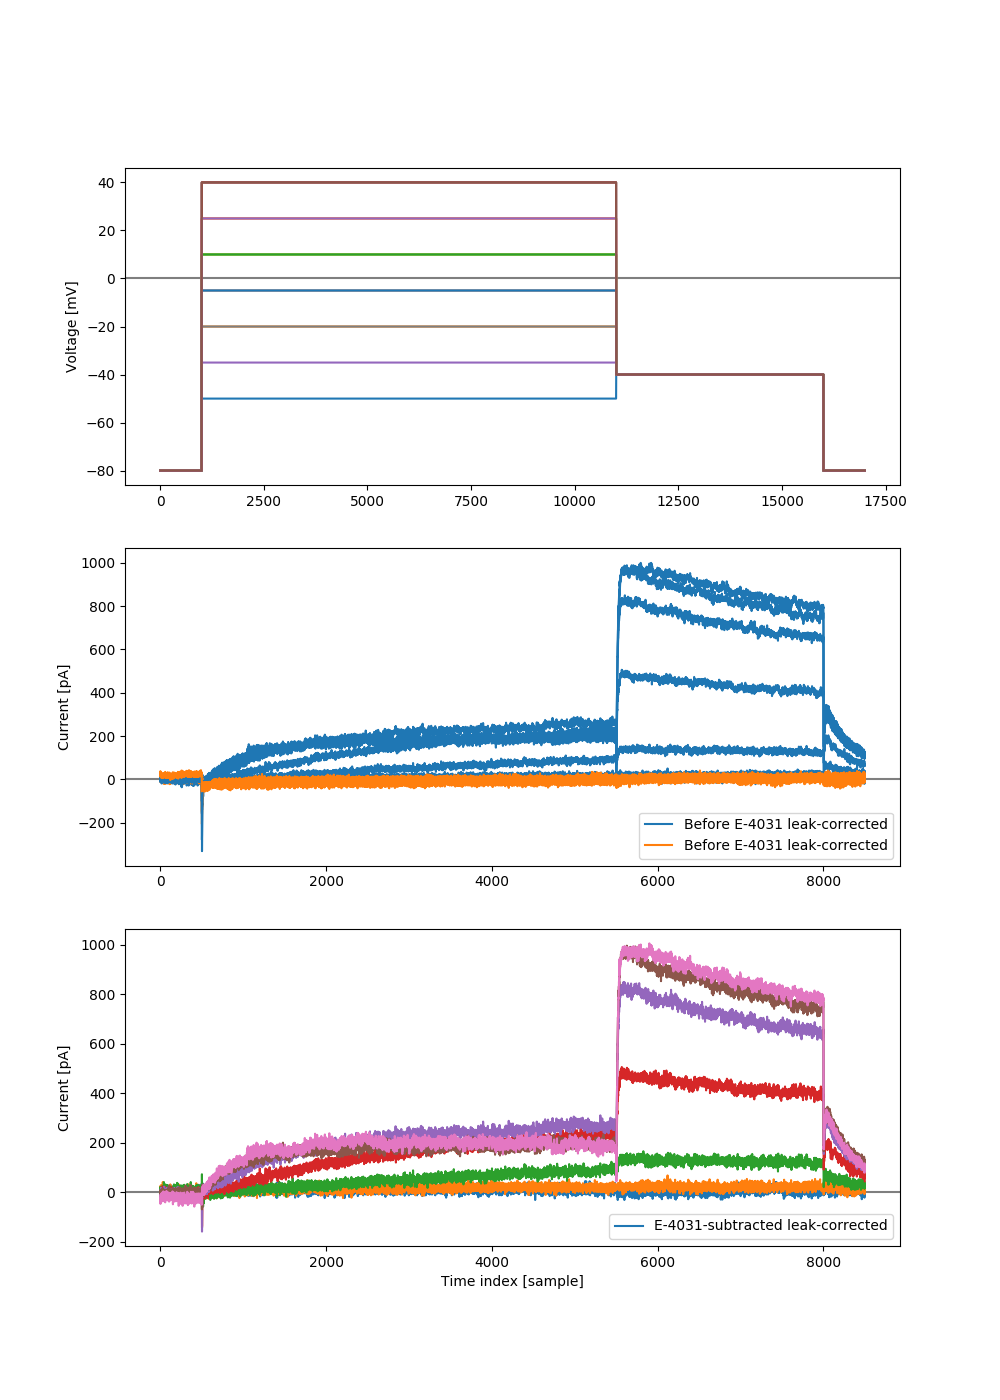 Voltage [mV]
40
20
0
−20
−40
−60
−80
0 2500 5000 7500 10000 12500 15000 17500
Current [pA]
1000
800
600
400
200
0
−200
Before E-4031 leak-corrected
Before E-4031 leak-corrected
0 2000 4000 6000 8000
Current [pA]
1000
800
600
400
200
0
−200
E-4031-subtracted leak-corrected
0 2000 4000 6000 8000
Time index [sample]